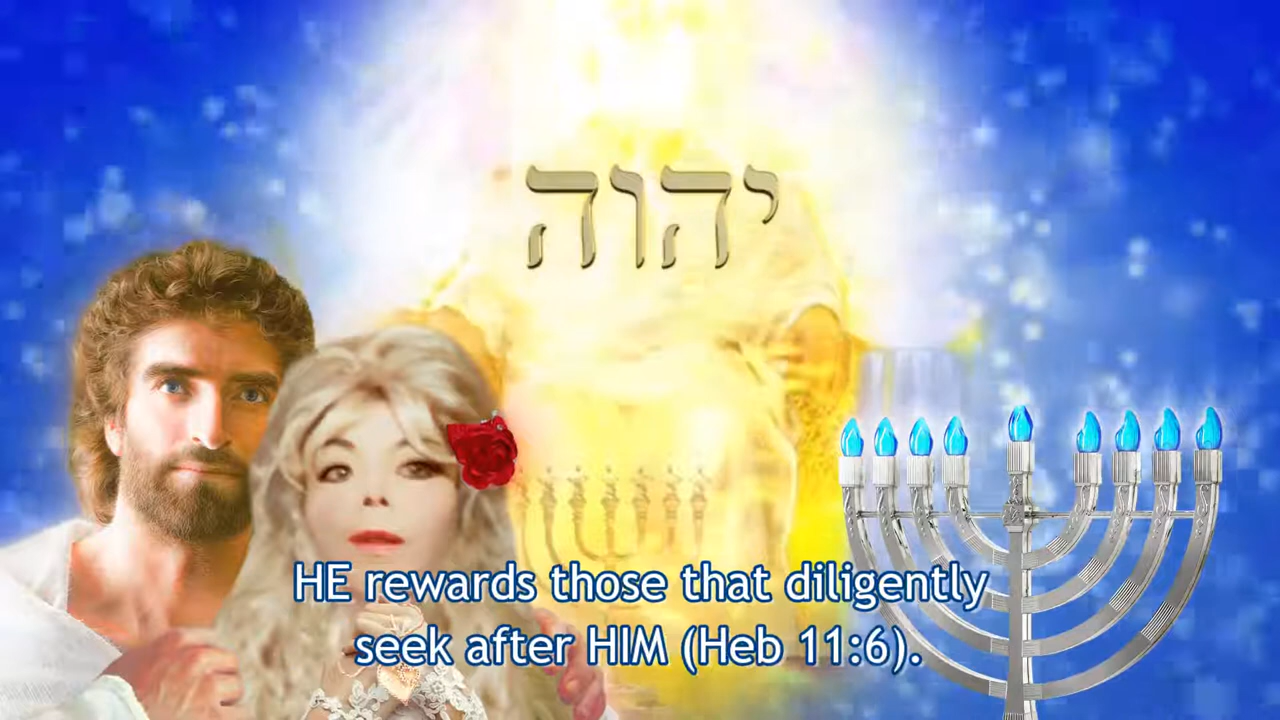 יהוה
HE rewards those that diligently
seek after HIM (Heb 11:6).